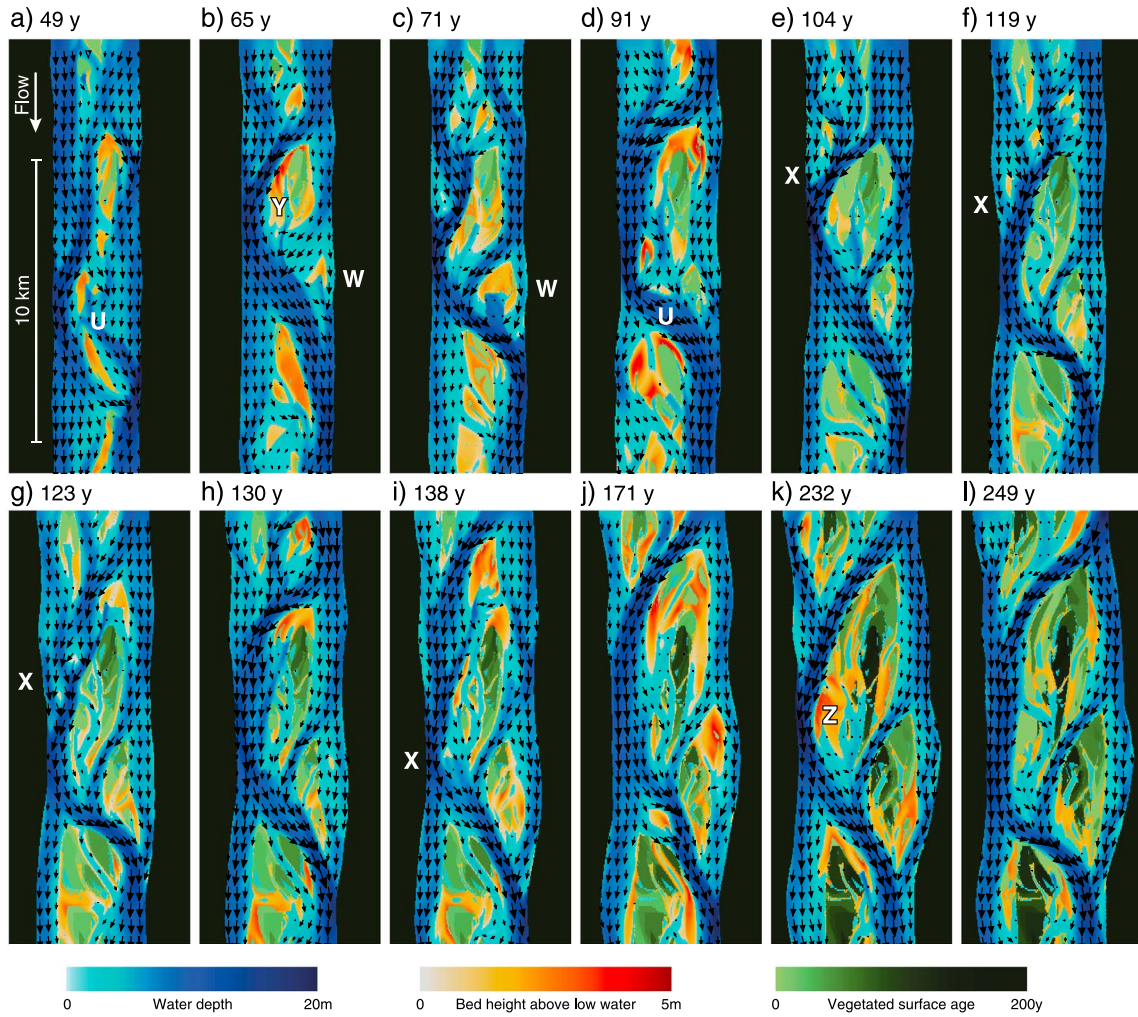 a) 49 y
b) 65 y
c) 71 y
d) 91 y
e) 104 y
f) 119 y
Flow
10 km
U
Y
W
W
U
X
X
g) 123 y
h) 130 y
i) 138 y
j) 171 y
k) 232 y
l) 249 y
X
X
Z
0 Water depth 20m
0 Bed height above low water 5m
0 Vegetated surface age 200y